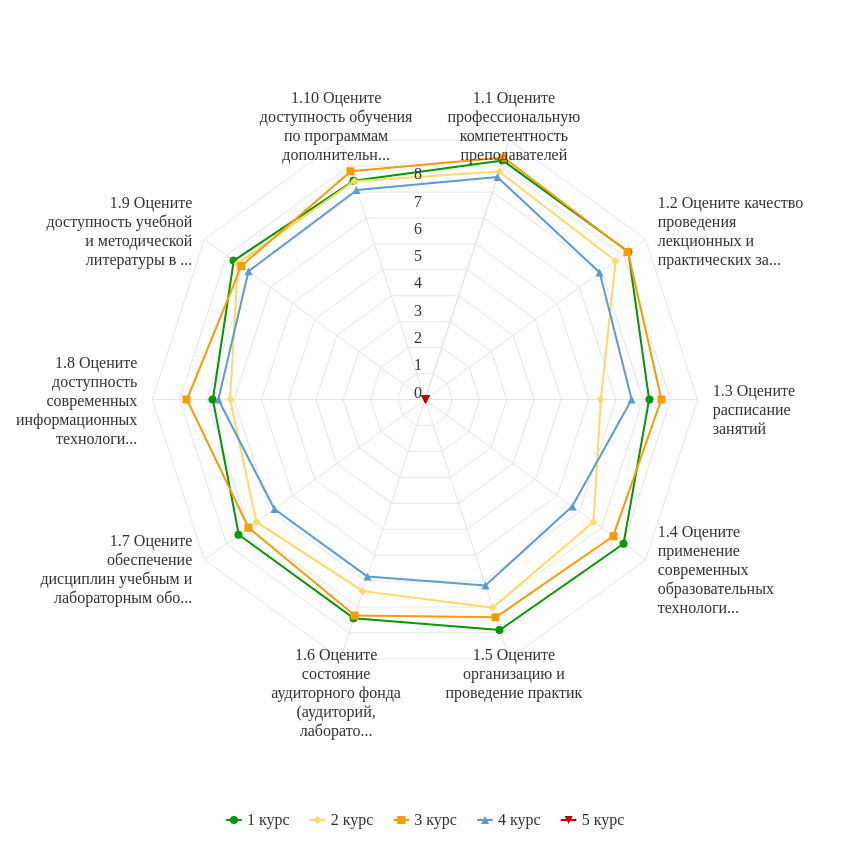 1.10 Оцените
доступность обучения
по программам
дополнительн...
1.1 Оцените
профессиональную
компетентность
преподавателей
1.9 Оцените
доступность учебной
и методической
литературы в ...
1.2 Оцените качество
проведения
лекционных и
практических за...
8
7
6
5
4
3
2
1
0
1.8 Оцените
доступность
современных
информационных
технологи...
1.3 Оцените
расписание
занятий
1.7 Оцените
обеспечение
дисциплин учебным и
лабораторным обо...
1.4 Оцените
применение
современных
образовательных
технологи...
1.6 Оцените
состояние
аудиторного фонда
(аудиторий,
лаборато...
1.5 Оцените
организацию и
проведение практик
1 курс 2 курс 3 курс 4 курс 5 курс